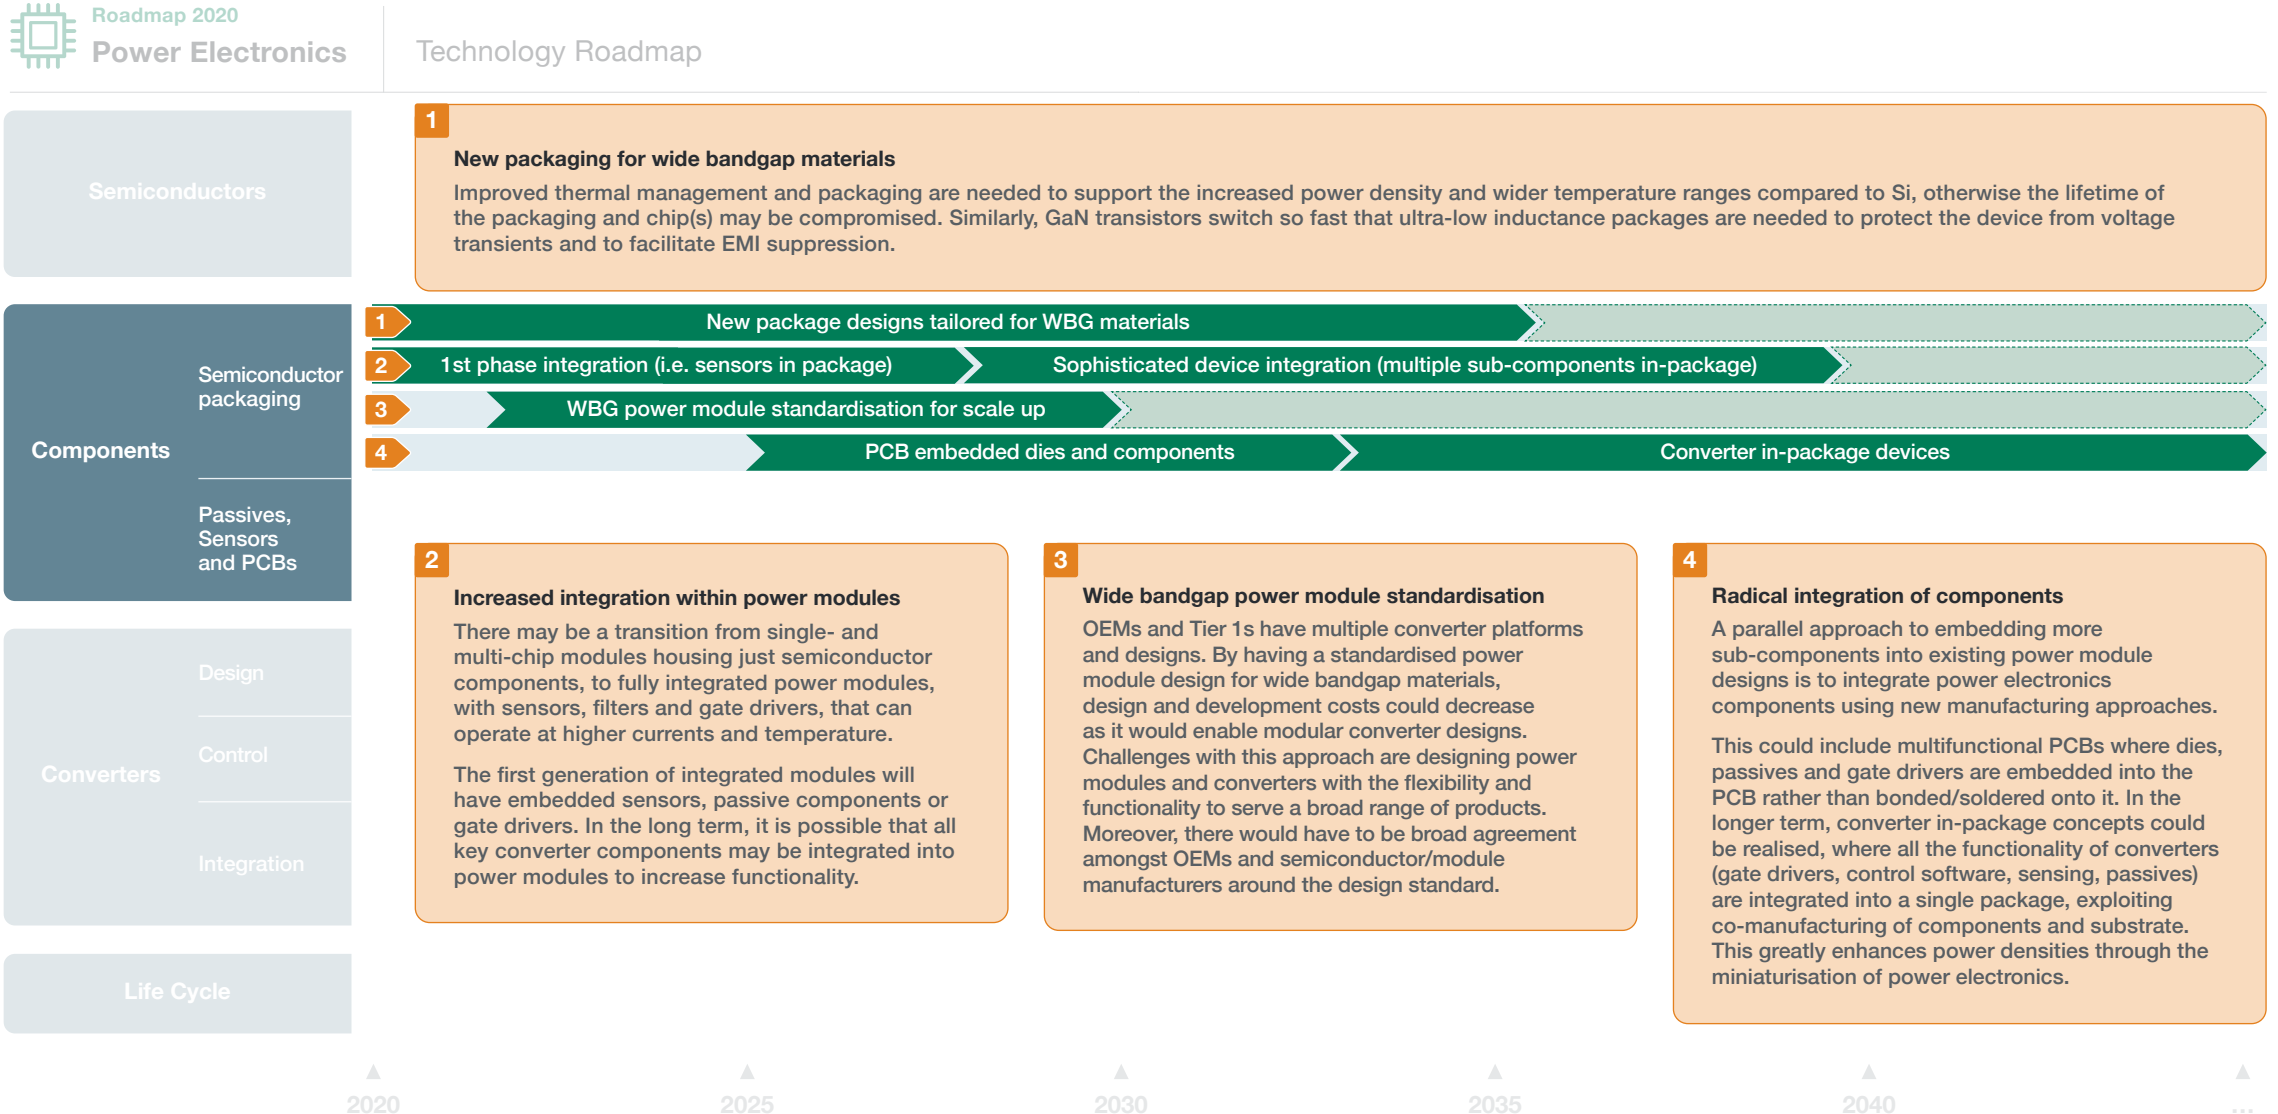 Roadmap 2020
Power Electronics
Technology Roadmap
Semiconductors
1
New packaging for wide bandgap materials
Improved thermal management and packaging are needed to support the increased power density and wider temperature ranges compared to Si, otherwise the lifetime of
the packaging and chip(s) may be compromised. Similarly, GaN transistors switch so fast that ultra-low inductance packages are needed to protect the device from voltage
transients and to facilitate EMI suppression.
Components
Semiconductor
packaging
Passives,
Sensors
and PCBs
1
New package designs tailored for WBG materials
2
1st phase integration (i.e. sensors in package)
Sophisticated device integration (multiple sub-components in-package)
3
WBG power module standardisation for scale up
4
PCB embedded dies and components
Converter in-package devices
2
Increased integration within power modules
There may be a transition from single- and
multi-chip modules housing just semiconductor
components, to fully integrated power modules,
with sensors, filters and gate drivers, that can
operate at higher currents and temperature.
The first generation of integrated modules will
have embedded sensors, passive components or
gate drivers. In the long term, it is possible that all
key converter components may be integrated into
power modules to increase functionality.
3
Wide bandgap power module standardisation
OEMs and Tier 1s have multiple converter platforms
and designs. By having a standardised power
module design for wide bandgap materials,
design and development costs could decrease
as it would enable modular converter designs.
Challenges with this approach are designing power
modules and converters with the flexibility and
functionality to serve a broad range of products.
Moreover, there would have to be broad agreement
amongst OEMs and semiconductor/module
manufacturers around the design standard.
4
Radical integration of components
A parallel approach to embedding more
sub-components into existing power module
designs is to integrate power electronics
components using new manufacturing approaches.
This could include multifunctional PCBs where dies,
passives and gate drivers are embedded into the
PCB rather than bonded/soldered onto it. In the
longer term, converter in-package concepts could
be realised, where all the functionality of converters
(gate drivers, control software, sensing, passives)
are integrated into a single package, exploiting
co-manufacturing of components and substrate.
This greatly enhances power densities through the
miniaturisation of power electronics.
Converters
Design
Control
Integration
Life Cycle
2020
2025
2030
2035
2040
...